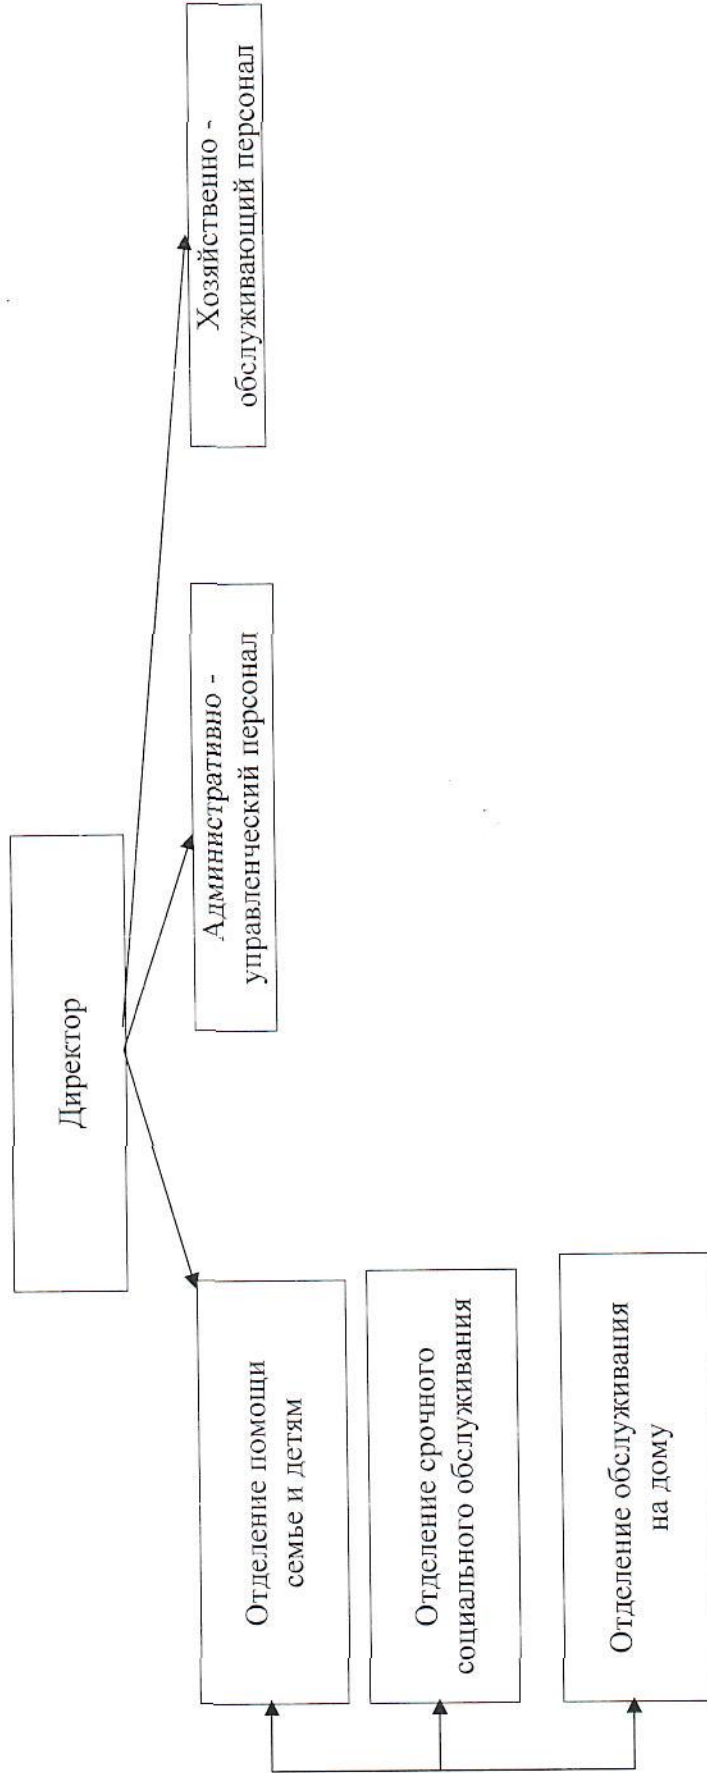 Директор
Отделение помощи
семье и детям
Административно -
управленческий персонал
Хозяйственно -
обслуживающий персонал
Отделение срочного
социального обслуживания
Отделение обслуживания
на дому